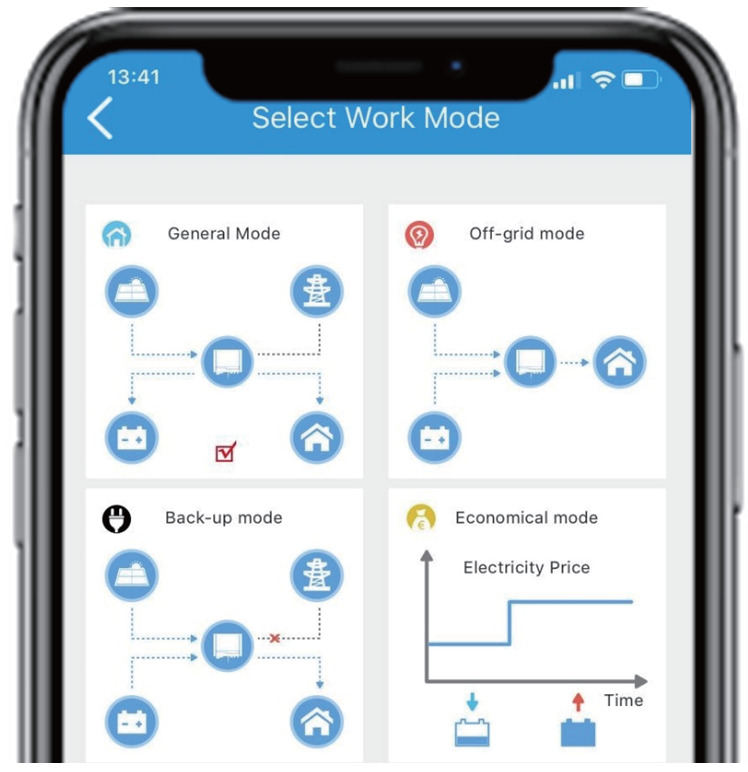 13:41
Select Work Mode
General Mode
Off-grid mode
Back-up mode
Economical mode
€
Electricity Price
Time